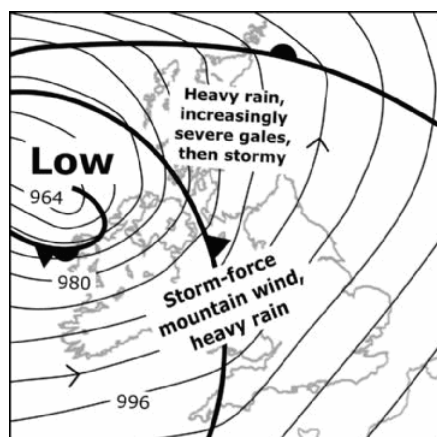 Heavy rain,
increasingly
severe gales,
then stormy
Low
964
980
Storm-force
mountain wind,
heavy rain
996